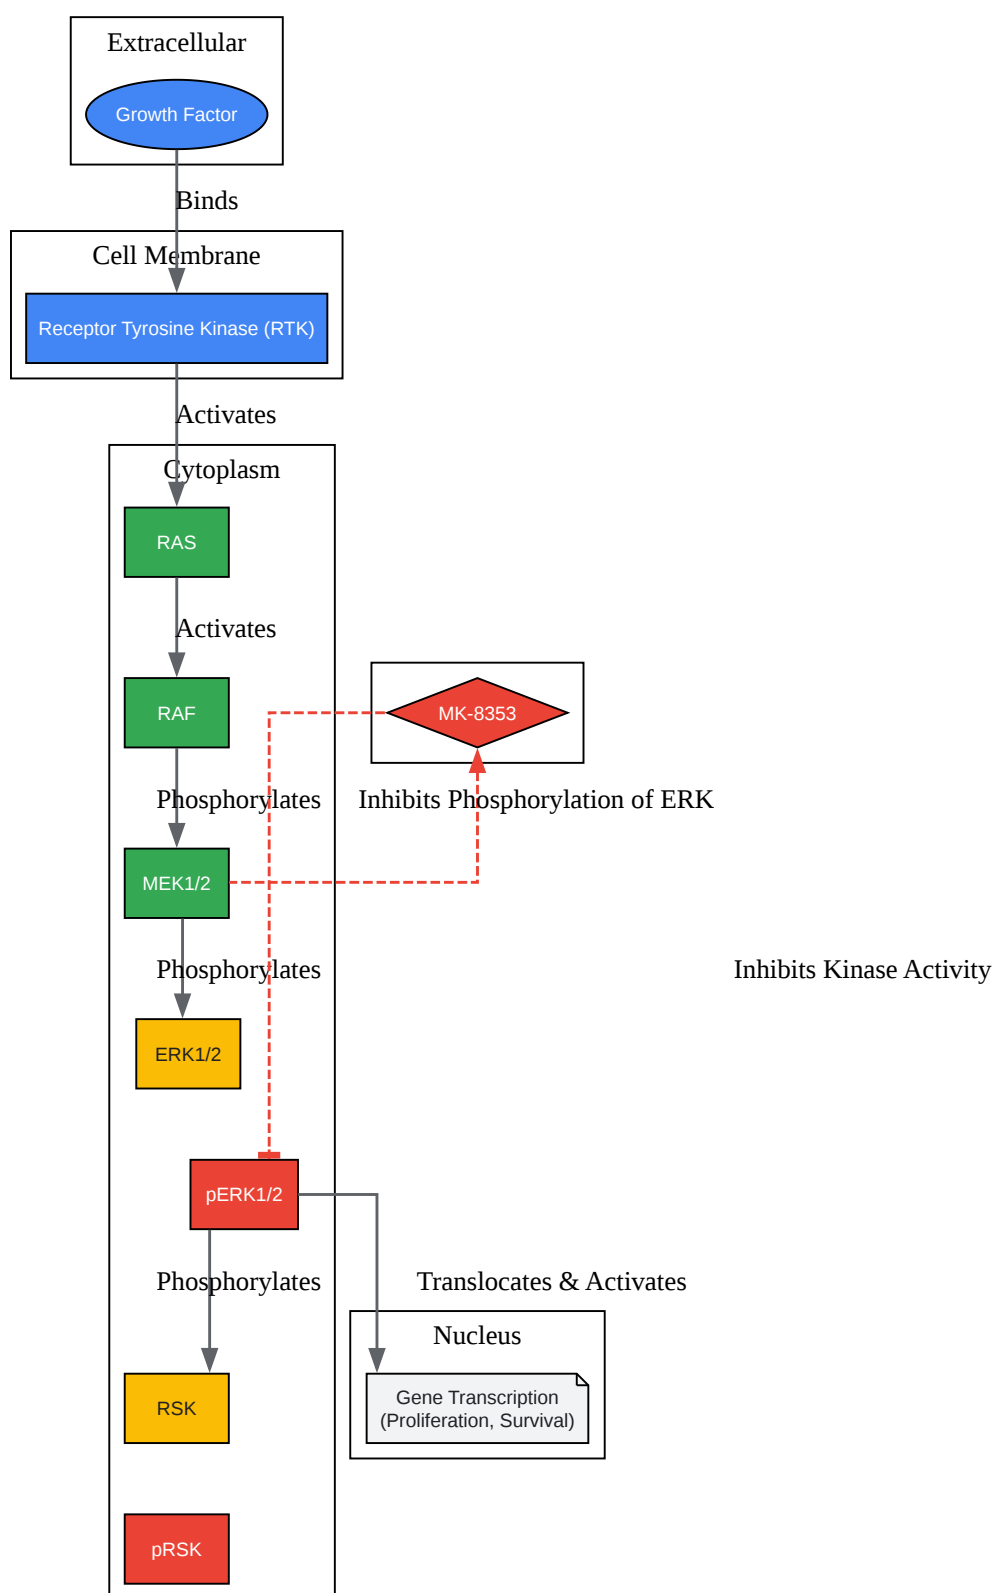 Extracellular
Growth Factor
Binds
Cell Membrane
Receptor Tyrosine Kinase (RTK)
Activates
Cytoplasm
RAS
Activates
RAF
MK-8353
Phosphorylates
Inhibits Phosphorylation of ERK
MEK1/2
Phosphorylates
Inhibits Kinase Activity
ERK1/2
pERK1/2
Phosphorylates
Translocates & Activates
Nucleus
Gene Transcription
(Proliferation, Survival)
RSK
pRSK